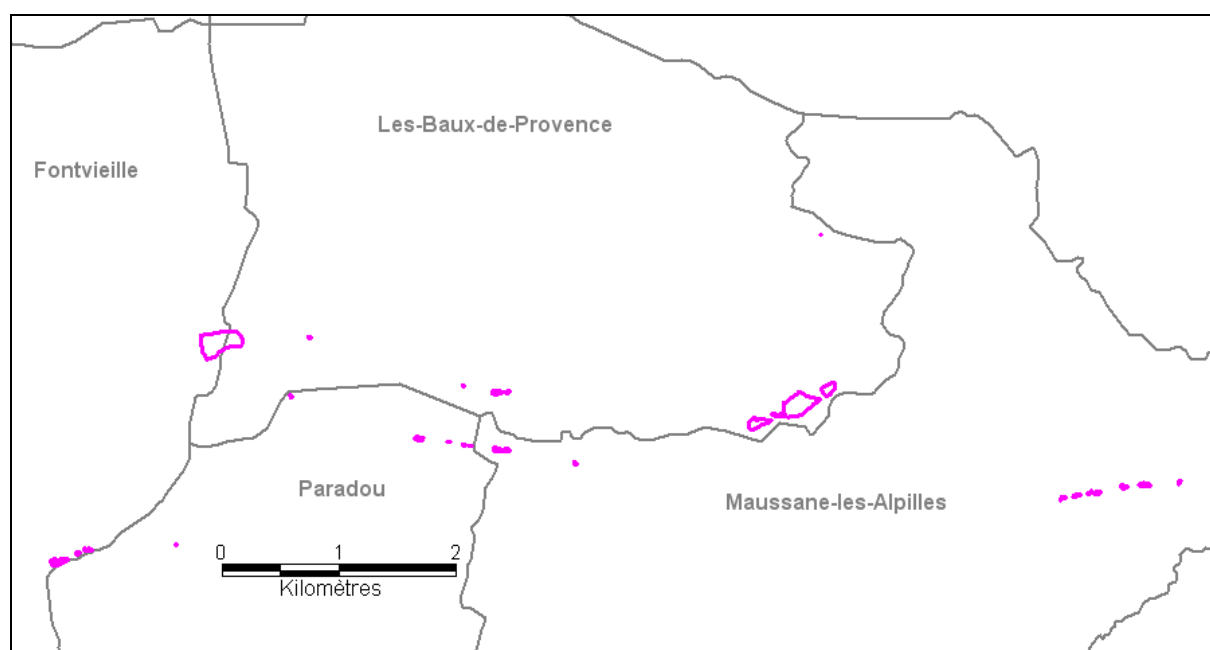 Les-Baux-de-Provence
Fontvieille
Paradou
Maussane-les-Alpilles
0 1 2
Kilomètres